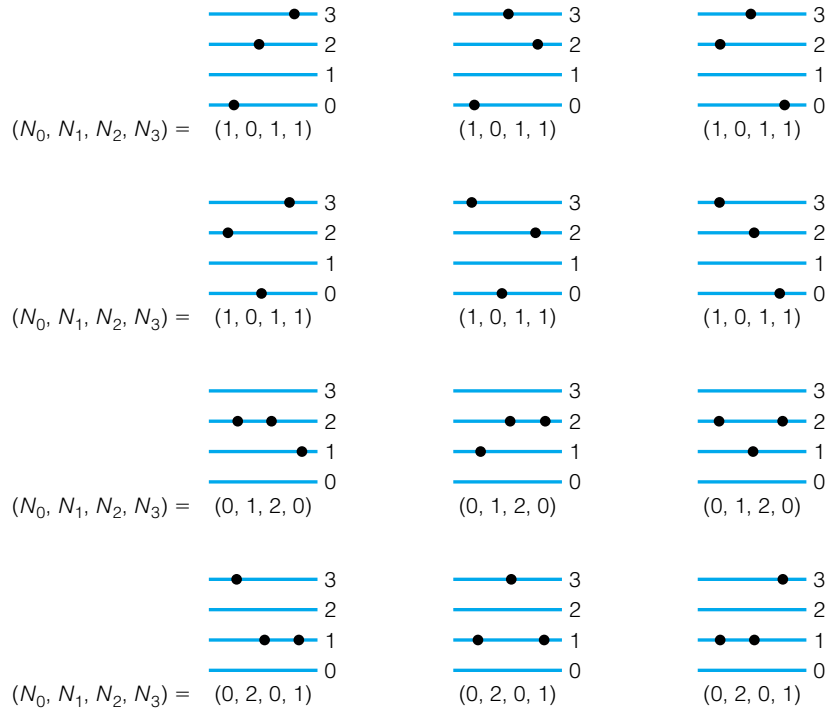 3 3 3
2 2 2
1 1 1
0 0 0
(N₀, N₁, N₂, N₃) = (1, 0, 1, 1) (1, 0, 1, 1) (1, 0, 1, 1)
3 3 3
2 2 2
1 1 1
0 0 0
(N₀, N₁, N₂, N₃) = (1, 0, 1, 1) (1, 0, 1, 1) (1, 0, 1, 1)
3 3 3
2 2 2
1 1 1
0 0 0
(N₀, N₁, N₂, N₃) = (0, 1, 2, 0) (0, 1, 2, 0) (0, 1, 2, 0)
3 3 3
2 2 2
1 1 1
0 0 0
(N₀, N₁, N₂, N₃) = (0, 2, 0, 1) (0, 2, 0, 1) (0, 2, 0, 1)